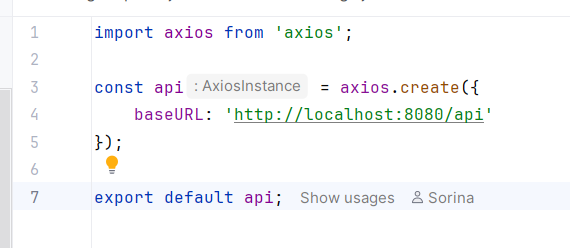 1 import axios from 'axios';
2
3 const api : AxiosInstance = axios.create({
4 baseURL: 'http://localhost:8080/api'
5 });
6
7 export default api; Show usages Sorina